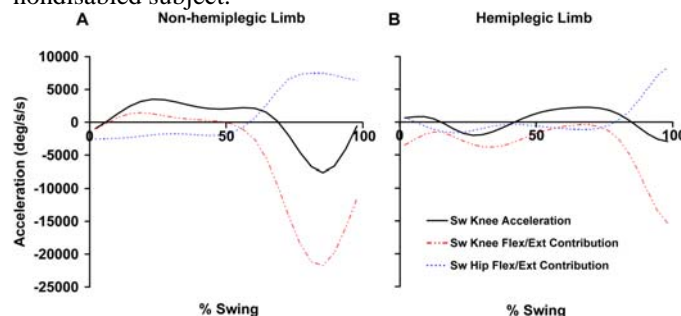 nondisabled subject.
A Non-hemiplegic Limb B Hemiplegic Limb
Acceleration (deg/s/s)
10000
5000
0
-5000
-10000
-15000
-20000
-25000
0 50 100
0 50 100
Sw Knee Acceleration
Sw Knee Flex/Ext Contribution
Sw Hip Flex/Ext Contribution
% Swing % Swing